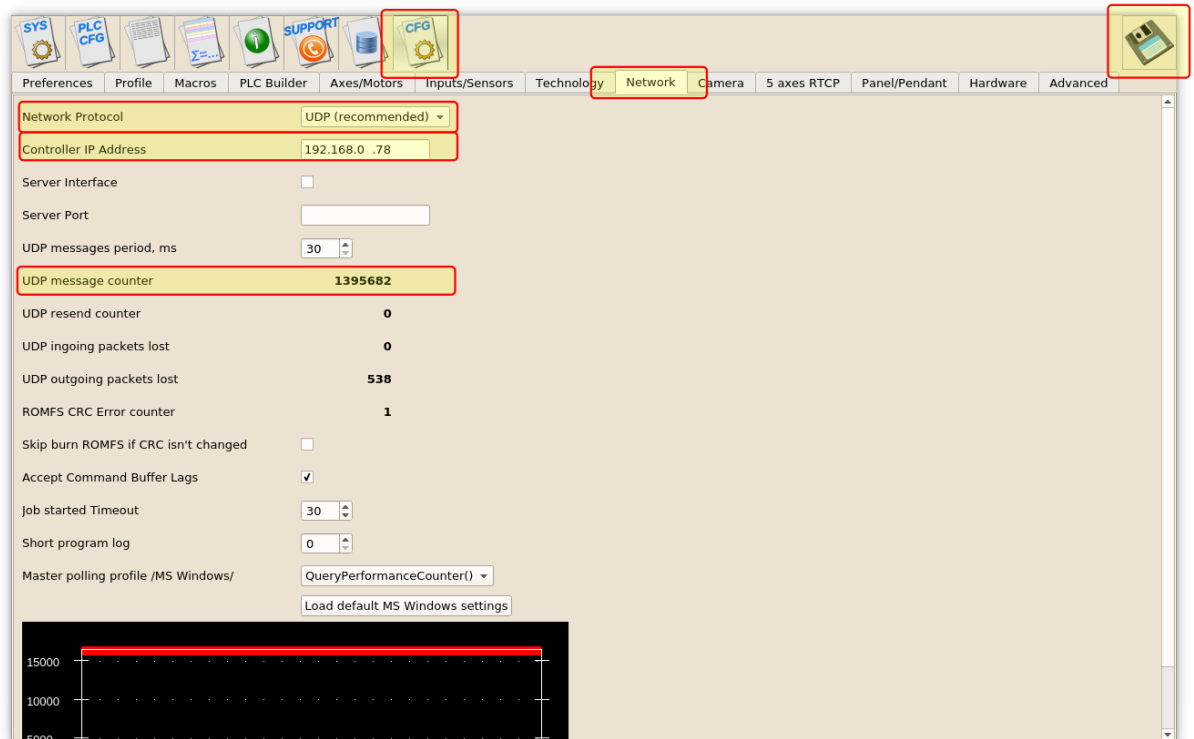 SYS PLC CFG Σ=... SUPPORT CFG
Preferences Profile Macros PLC Builder Axes/Motors Inputs/Sensors Technology Network Camera 5 axes RTCP Panel/Pendant Hardware Advanced
Network Protocol UDP (recommended)
Controller IP Address 192.168.0 .78
Server Interface
Server Port
UDP messages period, ms 30
UDP message counter 1395682
UDP resend counter 0
UDP ingoing packets lost 0
UDP outgoing packets lost 538
ROMFS CRC Error counter 1
Skip burn ROMFS if CRC isn't changed
Accept Command Buffer Lags
Job started Timeout 30
Short program log 0
Master polling profile /MS Windows/ QueryPerformanceCounter()
Load default MS Windows settings
15000
10000
5000